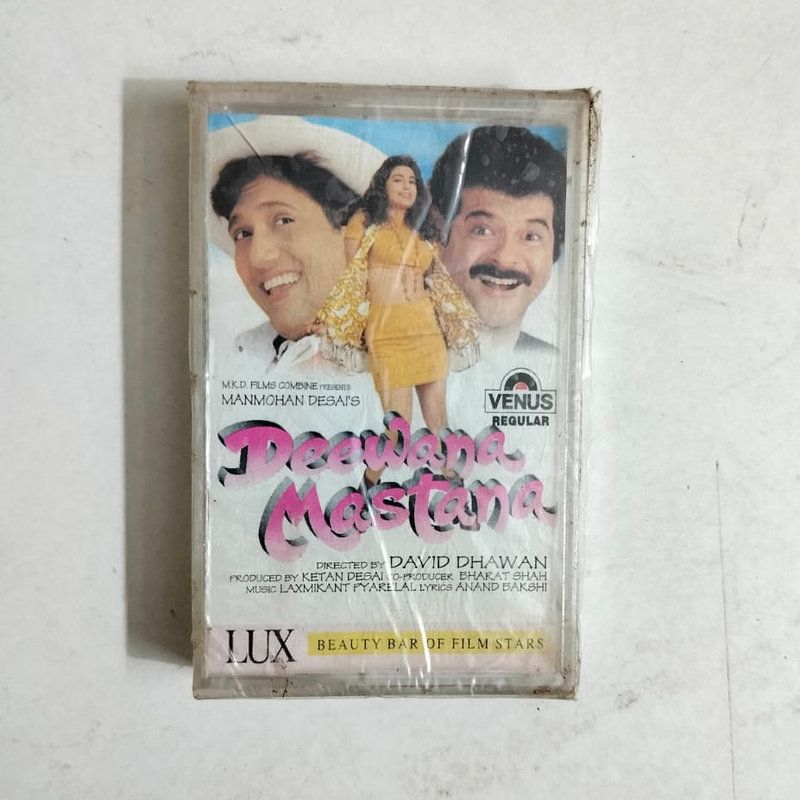 M.K.D. FILMS COMBINE PRESENTS
MANMOHAN DESAI'S
VENUS
REGULAR
Deewana
Mastana
DIRECTED BY DAVID DHAWAN
PRODUCED BY KETAN DESAI CO-PRODUCER BHARAT SHAH
MUSIC LAXMIKANT PYARELAL LYRICS ANAND BAKSHI
LUX BEAUTY BAR OF FILM STARS